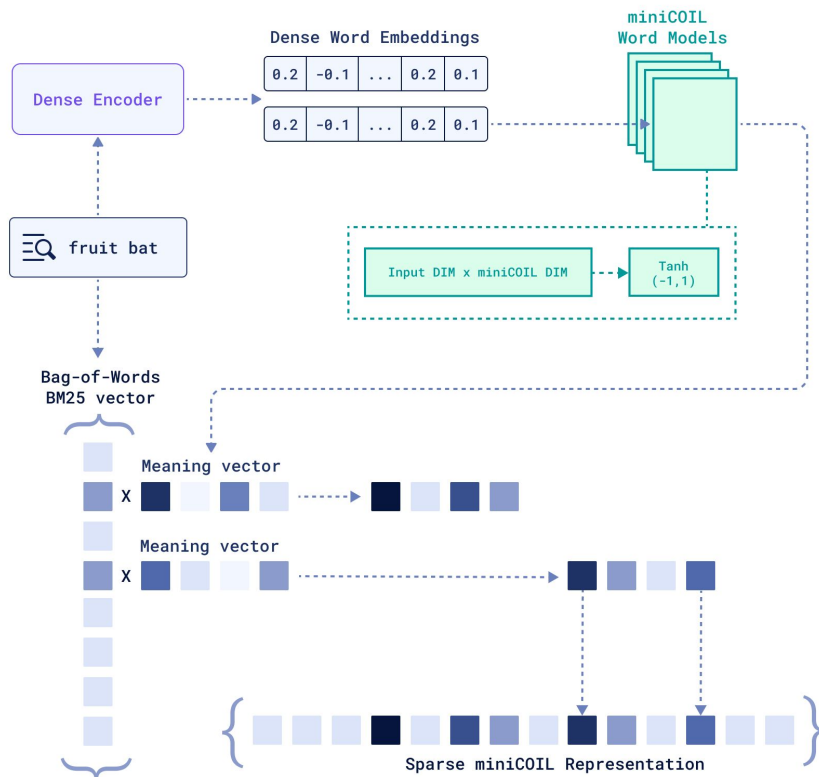 miniCOIL
Word Models
Dense Word Embeddings
Dense Encoder
0.2 -0.1 ... 0.2 0.1
0.2 -0.1 ... 0.2 0.1
fruit bat
Input DIM x miniCOIL DIM
Tanh
(-1,1)
Bag-of-Words
BM25 vector
Meaning vector
X
Meaning vector
X
Sparse miniCOIL Representation